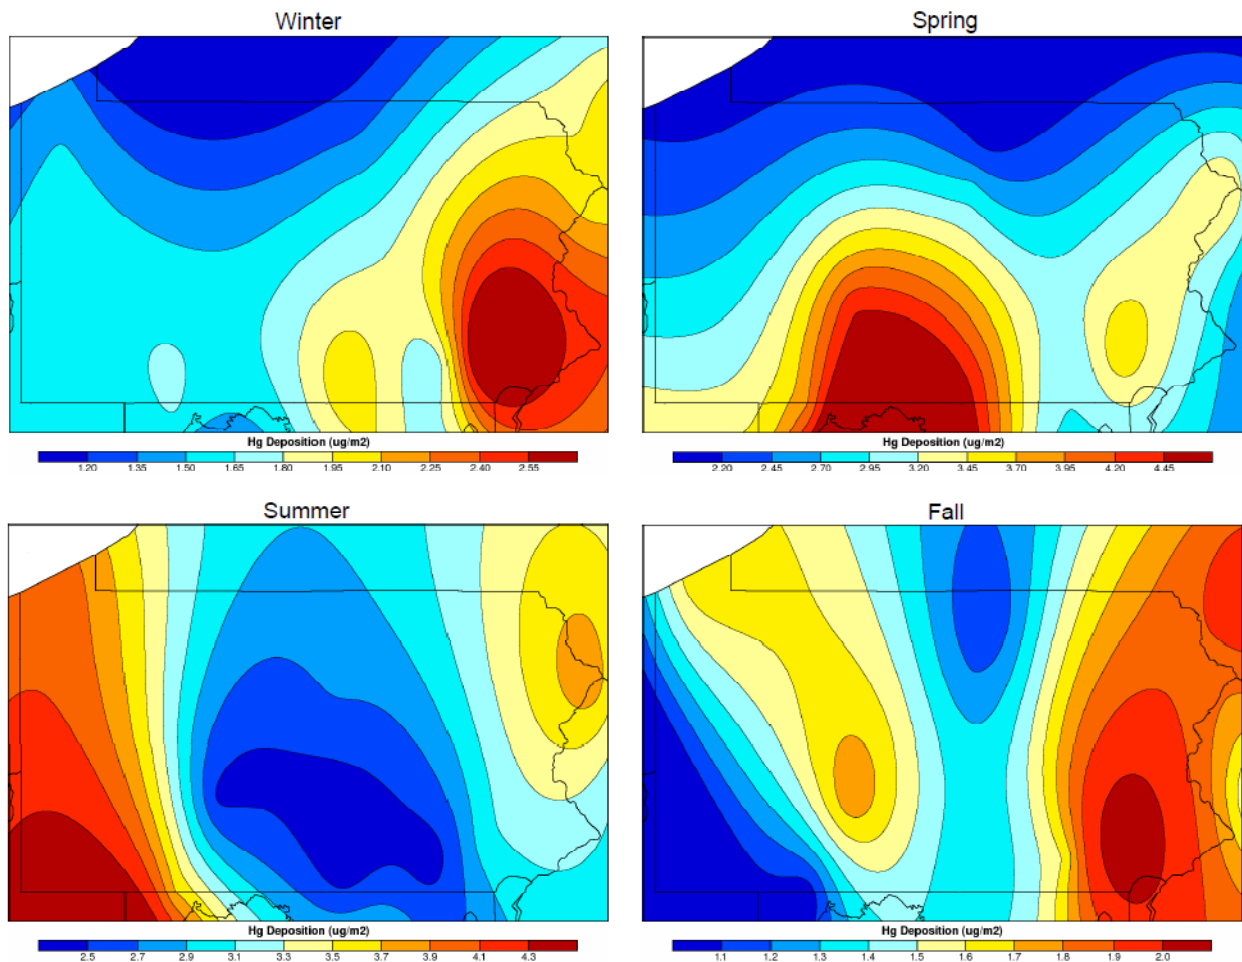 Winter
Spring
Hg Deposition (ug/m2)
1.20 1.35 1.50 1.65 1.80 1.95 2.10 2.25 2.40 2.55
Hg Deposition (ug/m2)
2.20 2.45 2.70 2.95 3.20 3.45 3.70 3.95 4.20 4.45
Summer
Fall
Hg Deposition (ug/m2)
2.5 2.7 2.9 3.1 3.3 3.5 3.7 3.9 4.1 4.3
Hg Deposition (ug/m2)
1.1 1.2 1.3 1.4 1.5 1.6 1.7 1.8 1.9 2.0